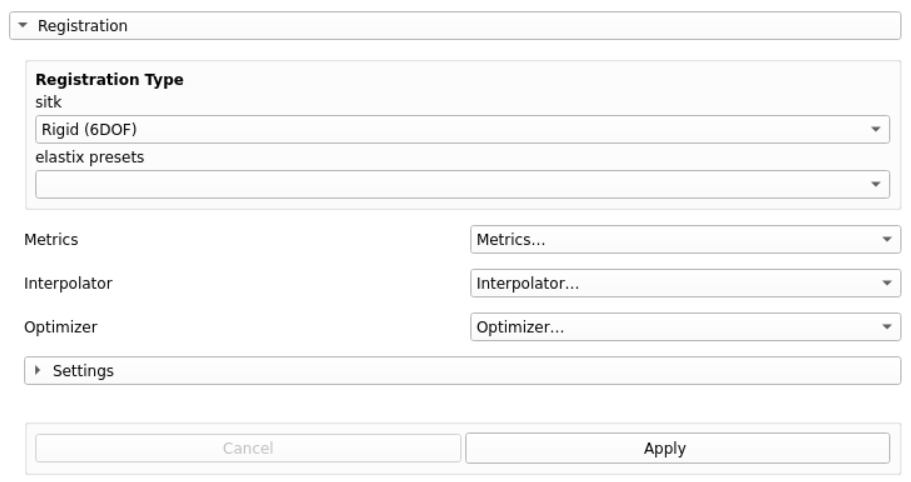 Registration
Registration Type
sitk
Rigid (6DOF)
elastix presets
Metrics Metrics...
Interpolator Interpolator...
Optimizer Optimizer...
Settings
Cancel Apply